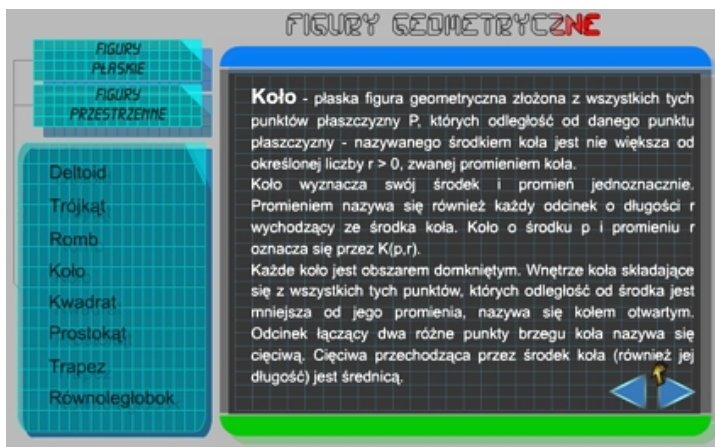 FIGURY GEOMETRYCZNE
FIGURY
PŁASKIE
FIGURY
PRZESTRZENNE
Deltoid
Trójkąt
Romb
Koło
Kwadrat
Prostokąt
Trapez
Równoległobok
Koło - płaska figura geometryczna złożona z wszystkich tych
punktów płaszczyzny P, których odległość od danego punktu
płaszczyzny - nazywanego środkiem koła jest nie większa od
określonej liczby r > 0, zwanej promieniem koła.
Koło wyznacza swój środek i promień jednoznacznie.
Promieniem nazywa się również każdy odcinek o długości r
wychodzący ze środka koła. Koło o środku p i promieniu r
oznacza się przez K(p,r).
Każde koło jest obszarem domkniętym. Wnętrze koła składające
się z wszystkich tych punktów, których odległość od środka jest
mniejsza od jego promienia, nazywa się kołem otwartym.
Odcinek łączący dwa różne punkty brzegu koła nazywa się
cięciwą. Cięciwa przechodząca przez środek koła (również jej
długość) jest średnicą.